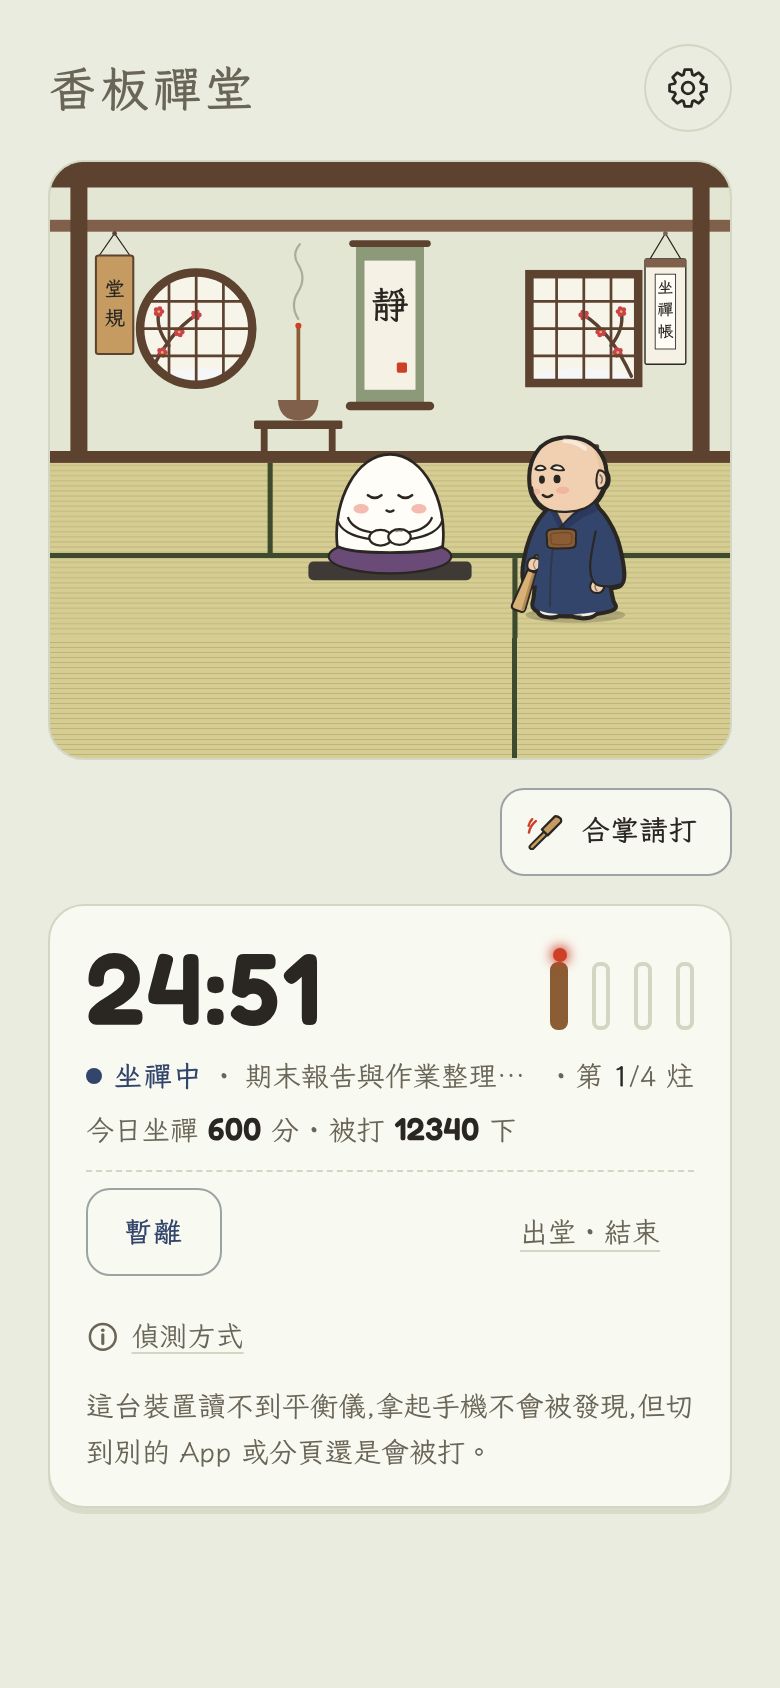 香板禪堂
堂規
靜
坐禪帳
合掌請打
24:51
坐禪中 · 期末報告與作業整理… · 第 1/4 炷
今日坐禪 600 分 · 被打 12340 下
暫離
出堂 · 結束
偵測方式
這台裝置讀不到平衡儀,拿起手機不會被發現,但切
到別的 App 或分頁還是會被打。